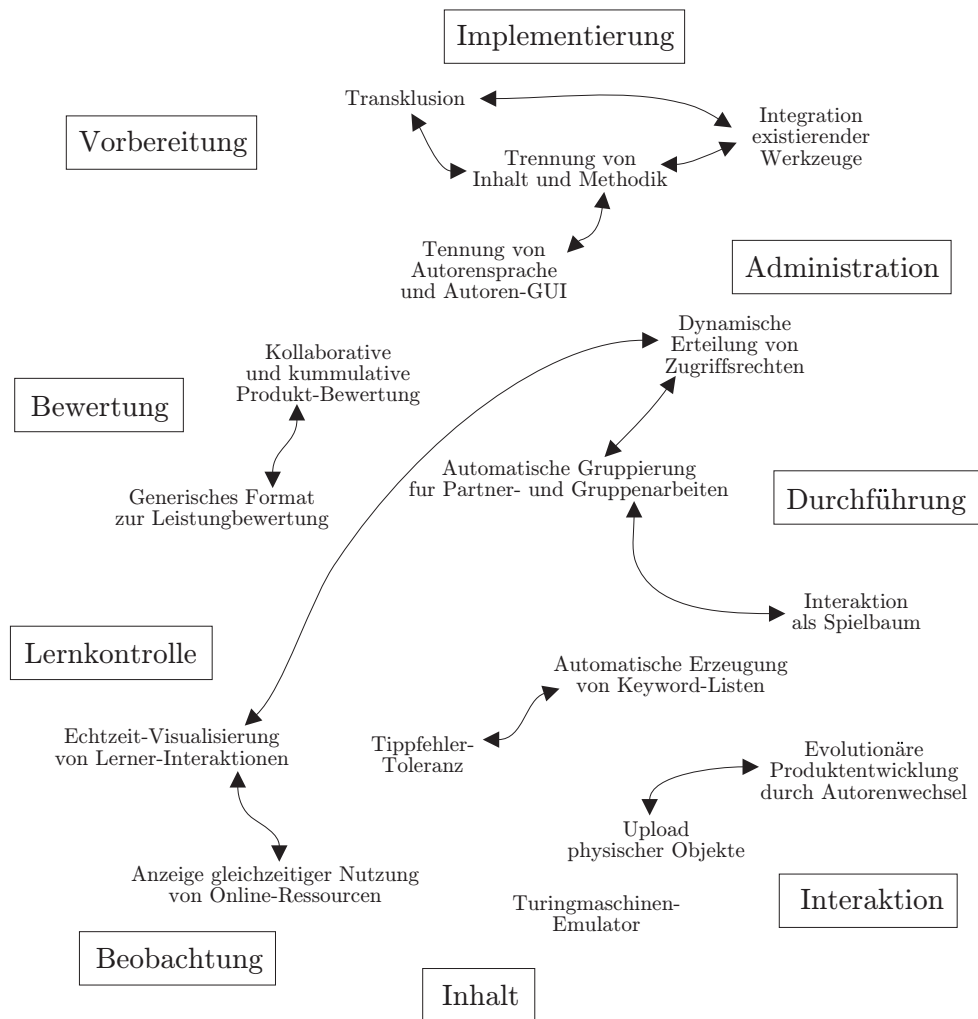 Implementierung
Transklusion
Integration
existierender
Werkzeuge
Vorbereitung
Trennung von
Inhalt und Methodik
Tennung von
Autorensprache
und Autoren-GUI
Administration
Dynamische
Erteilung von
Zugriffsrechten
Kollaborative
und kummulative
Produkt-Bewertung
Bewertung
Automatische Gruppierung
fur Partner- und Gruppenarbeiten
Generisches Format
zur Leistungbewertung
Durchführung
Interaktion
als Spielbaum
Lernkontrolle
Automatische Erzeugung
von Keyword-Listen
Echtzeit-Visualisierung
von Lerner-Interaktionen
Tippfehler-
Toleranz
Evolutionäre
Produktentwicklung
durch Autorenwechsel
Upload
physischer Objekte
Anzeige gleichzeitiger Nutzung
von Online-Ressourcen
Turingmaschinen-
Emulator
Interaktion
Beobachtung
Inhalt